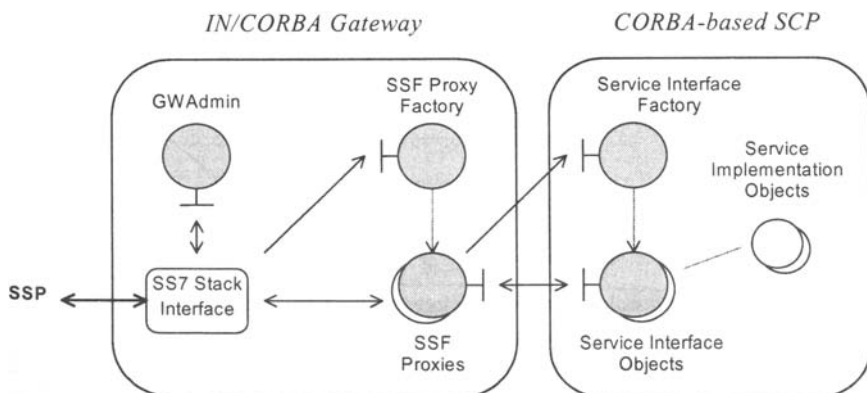 IN/CORBA Gateway
CORBA-based SCP
GWAdmin
SSF Proxy
Factory
Service Interface
Factory
Service
Implementation
Objects
SSP
SS7 Stack
Interface
SSF
Proxies
Service Interface
Objects